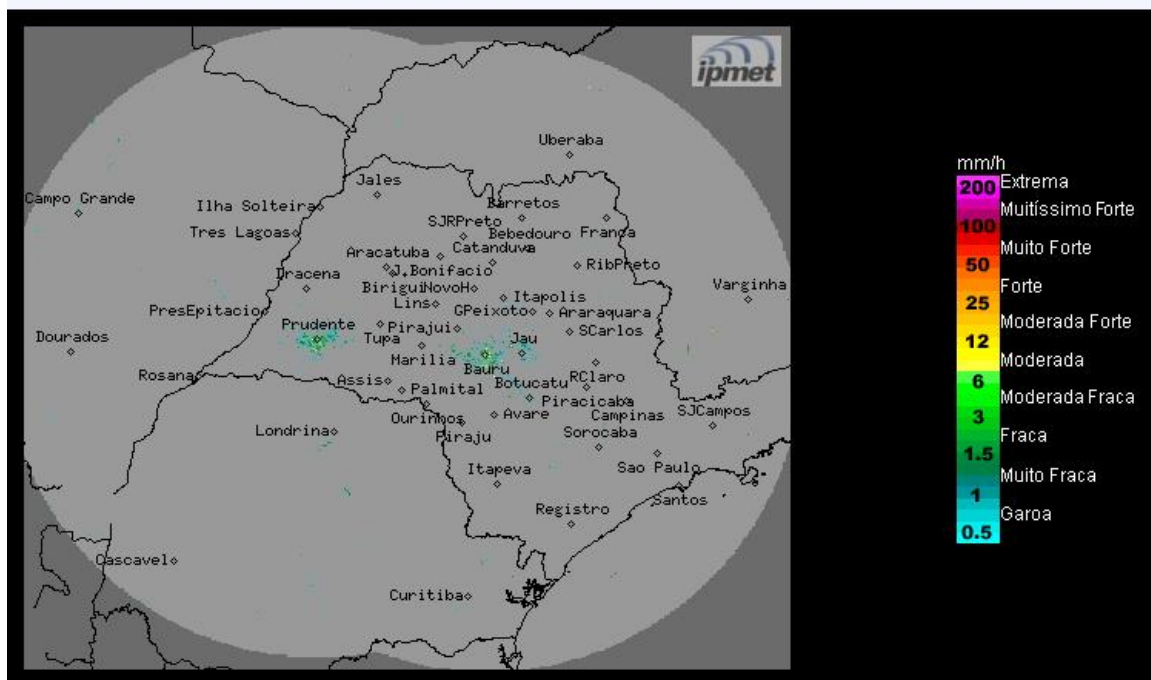 ipmet
Uberaba
Jales
Campo Grande
Ilha Solteira
Barretos
SJRPreto
Tres Lagoas
Bebedouro
Franca
Catanduva
Aracatuba
J.Bonifacio
RibPreto
Dracena
Varginha
Birigui
NovoH
Itapolis
Lins
PresEpitacio
GPeixoto
Araraquara
Prudente
Pirajui
SCarlos
Dourados
Tupa
Jau
Marilia
Bauru
Rosana
Assis
Botucatu
RClaro
Palmital
Piracicaba
Ourinhos
Avare
Campinas
SJCampos
Londrina
Piraju
Sorocaba
Itapeva
Sao Paulo
Santos
Registro
Cascavel
Curitiba
mm/h
200 Extrema
Muitíssimo Forte
100
Muito Forte
50
Forte
25
Moderada Forte
12
Moderada
6
Moderada Fraca
3
Fraca
1.5
Muito Fraca
1
Garoa
0.5